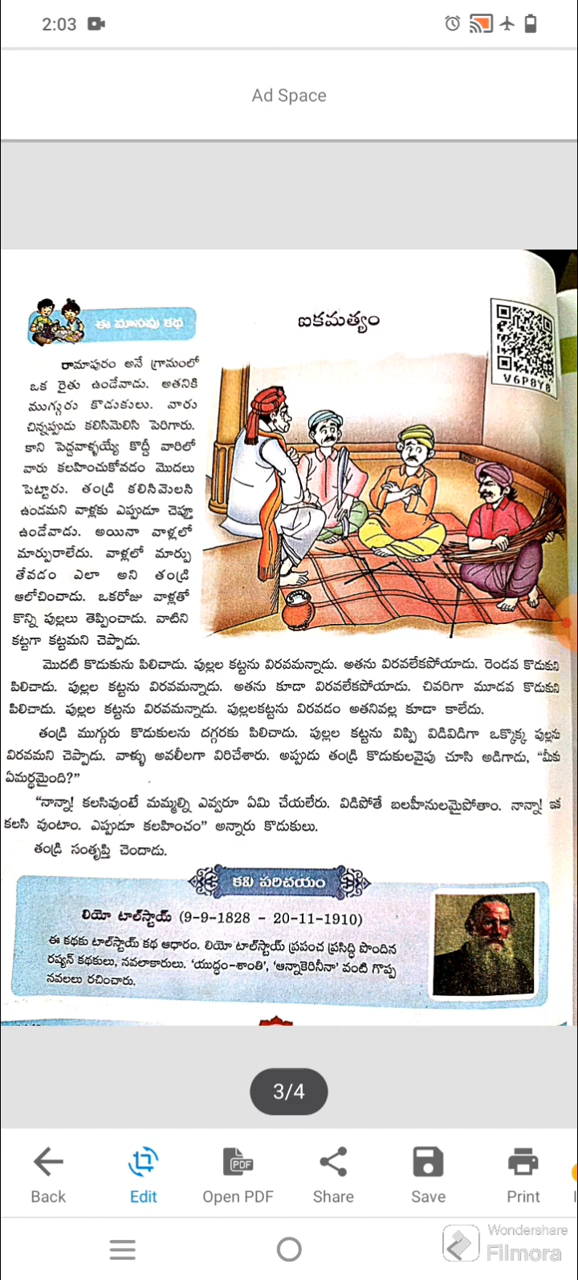 2:03
Ad Space
ఈ మాసపు కథ
ఐకమత్యం
V6P8Y8
రామాపురం అనే గ్రామంలో
ఒక రైతు ఉండేవాడు. అతనికి
ముగ్గురు కొడుకులు. వారు
చిన్నప్పుడు కలిసిమెలిసి పెరిగారు.
కాని పెద్దవాళ్ళయ్యే కొద్దీ వారిలో
వారు కలహించుకోవడం మొదలు
పెట్టారు. తండ్రి కలిసిమెలసి
ఉండమని వాళ్లకు ఎప్పుడూ చెప్తూ
ఉండేవాడు. అయినా వాళ్లలో
మార్పురాలేదు. వాళ్లలో మార్పు
తేవడం ఎలా అని తండ్రి
ఆలోచించాడు. ఒకరోజు వాళ్లతో
కొన్ని పుల్లలు తెప్పించాడు. వాటిని
కట్టగా కట్టమని చెప్పాడు.
మొదటి కొడుకును పిలిచాడు. పుల్లల కట్టను విరవమన్నాడు. అతను విరవలేకపోయాడు. రెండవ కొడుకుని
పిలిచాడు. పుల్లల కట్టను విరవమన్నాడు. అతను కూడా విరవలేకపోయాడు. చివరిగా మూడవ కొడుకుని
పిలిచాడు. పుల్లల కట్టను విరవమన్నాడు. పుల్లలకట్టను విరవడం అతనివల్ల కూడా కాలేదు.
తండ్రి ముగ్గురు కొడుకులను దగ్గరకు పిలిచాడు. పుల్లల కట్టను విప్పి విడివిడిగా ఒక్కొక్క పుల్లను
విరవమని చెప్పాడు. వాళ్ళు అవలీలగా విరిచేశారు. అప్పుడు తండ్రి కొడుకులవైపు చూసి అడిగాడు, "మీకు
ఏమర్థమైంది?"
"నాన్నా! కలసివుంటే మమ్మల్ని ఎవ్వరూ ఏమి చేయలేరు. విడిపోతే బలహీనులమైపోతాం. నాన్నా! ఇక
కలసి వుంటాం. ఎప్పుడూ కలహించం" అన్నారు కొడుకులు.
తండ్రి సంతృప్తి చెందాడు.
కవి పరిచయం
లియో టాల్‌స్టాయ్ (9-9-1828 - 20-11-1910)
ఈ కథకు టాల్‌స్టాయ్ కథ ఆధారం. లియో టాల్‌స్టాయ్ ప్రపంచ ప్రసిద్ధి పొందిన
రష్యన్ కథకులు, నవలాకారులు. 'యుద్ధం-శాంతి', 'ఆన్నాకెరినీనా' వంటి గొప్ప
నవలలు రచించారు.
3/4
Back Edit Open PDF Share Save Print
Wondershare
Filmora